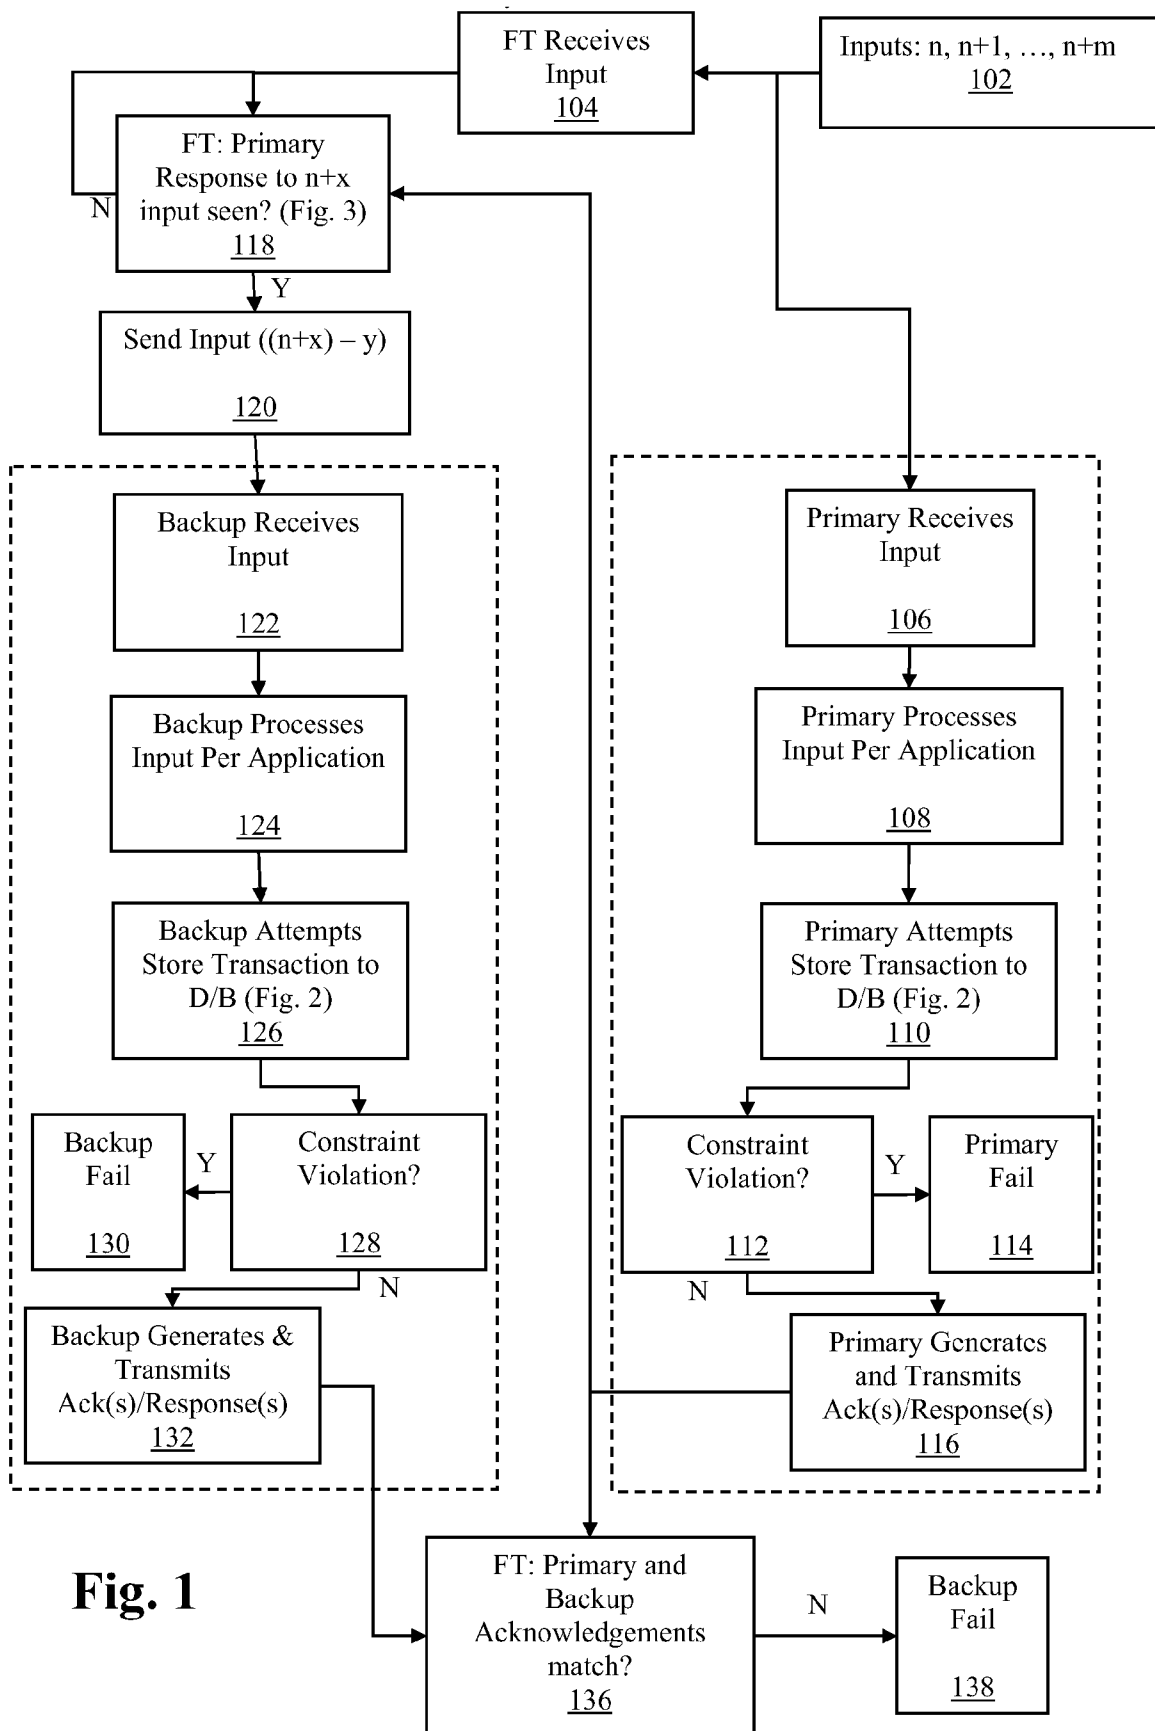 FT Receives
Input
104
Inputs: n, n+1, …, n+m
102
FT: Primary
Response to n+x
input seen? (Fig. 3)
118
N
Y
Send Input ((n+x) – y)
120
Backup Receives
Input
122
Primary Receives
Input
106
Backup Processes
Input Per Application
124
Primary Processes
Input Per Application
108
Backup Attempts
Store Transaction to
D/B (Fig. 2)
126
Primary Attempts
Store Transaction to
D/B (Fig. 2)
110
Backup
Fail
130
Y
Constraint
Violation?
128
N
Constraint
Violation?
112
Y
Primary
Fail
114
N
Backup Generates &
Transmits
Ack(s)/Response(s)
132
Primary Generates
and Transmits
Ack(s)/Response(s)
116
Fig. 1
FT: Primary and
Backup
Acknowledgements
match?
136
N
Backup
Fail
138